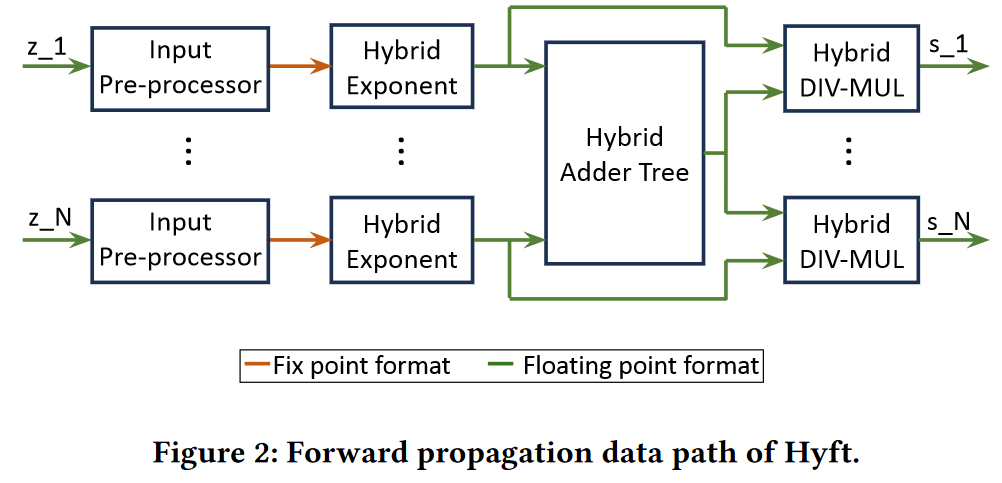 z_1
Input
Pre-processor
Hybrid
Exponent
Hybrid
Adder Tree
Hybrid
DIV-MUL
s_1
z_N
Input
Pre-processor
Hybrid
Exponent
Hybrid
DIV-MUL
s_N
Fix point format
Floating point format
Figure 2: Forward propagation data path of Hyft.